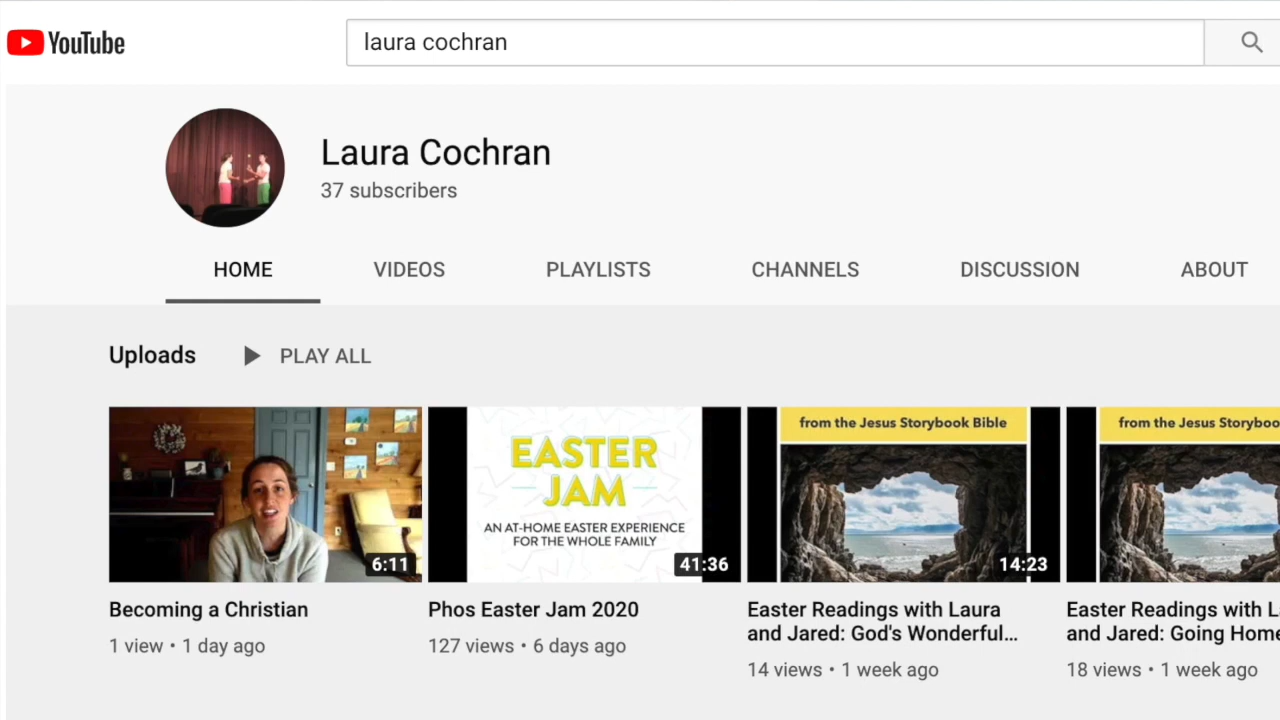 YouTube
laura cochran
Laura Cochran
37 subscribers
HOME VIDEOS PLAYLISTS CHANNELS DISCUSSION ABOUT
Uploads PLAY ALL
6:11
EASTER
JAM
AN AT-HOME EASTER EXPERIENCE
FOR THE WHOLE FAMILY
41:36
from the Jesus Storybook Bible
14:23
from the Jesus Storyboo
Becoming a Christian
1 view • 1 day ago
Phos Easter Jam 2020
127 views • 6 days ago
Easter Readings with Laura
and Jared: God's Wonderful...
14 views • 1 week ago
Easter Readings with L
and Jared: Going Home
18 views • 1 week ago